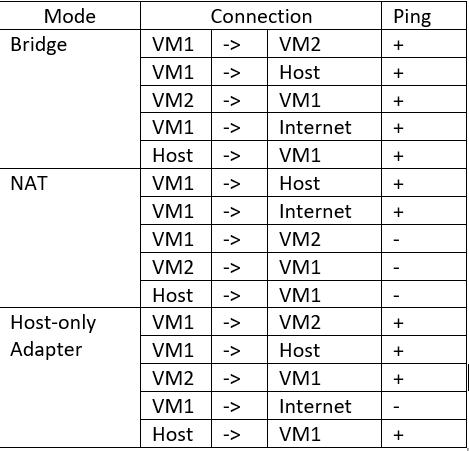 Mode Connection Ping
Bridge VM1 -> VM2 +
VM1 -> Host +
VM2 -> VM1 +
VM1 -> Internet +
Host -> VM1 +
NAT VM1 -> Host +
VM1 -> Internet +
VM1 -> VM2 -
VM2 -> VM1 -
Host -> VM1 -
Host-only VM1 -> VM2 +
Adapter VM1 -> Host +
VM2 -> VM1 +
VM1 -> Internet -
Host -> VM1 +